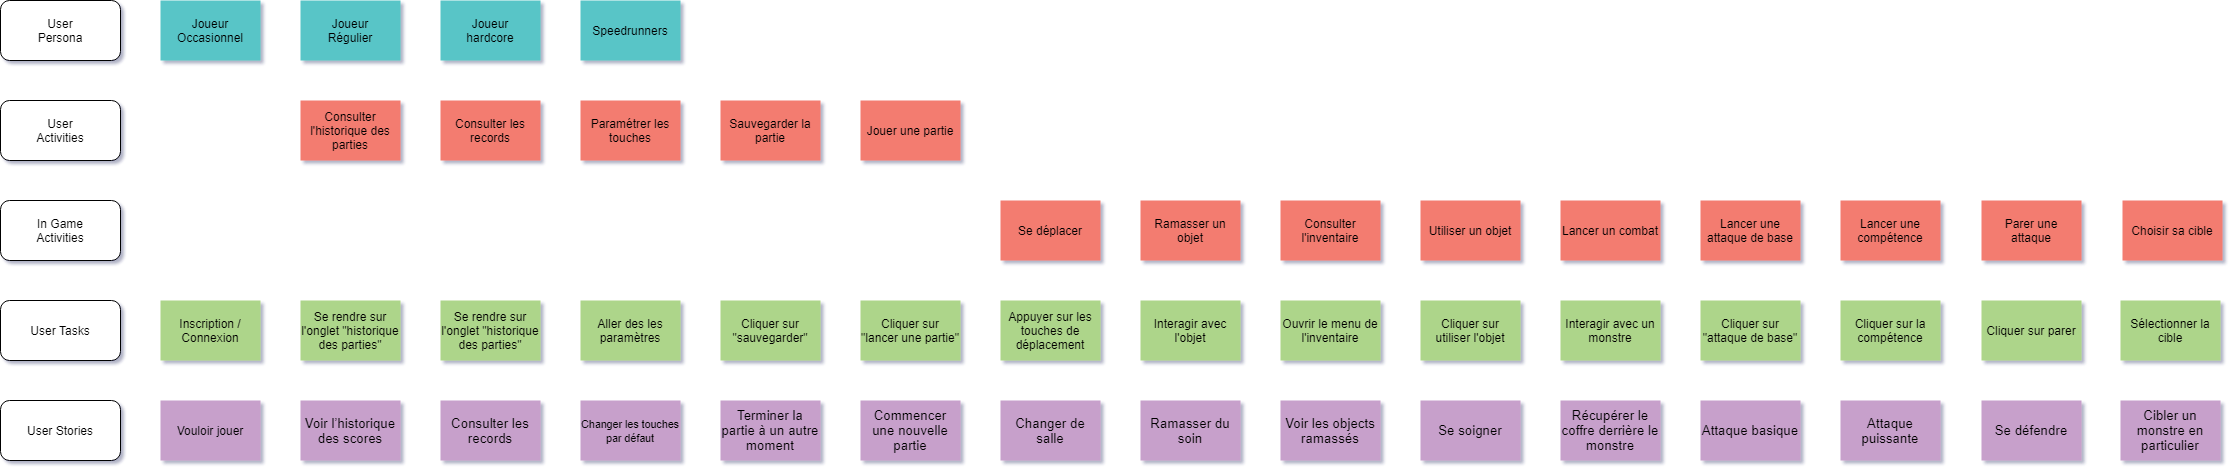 User
Persona
Joueur
Occasionnel
Joueur
Régulier
Joueur
hardcore
Speedrunners
User
Activities
Consulter
l'historique des
parties
Consulter les
records
Paramétrer les
touches
Sauvegarder la
partie
Jouer une partie
In Game
Activities
Se déplacer
Ramasser un
objet
Consulter
l'inventaire
Utiliser un objet
Lancer un combat
Lancer une
attaque de base
Lancer une
compétence
Parer une
attaque
Choisir sa cible
User Tasks
Inscription /
Connexion
Se rendre sur
l'onglet "historique
des parties"
Se rendre sur
l'onglet "historique
des parties"
Aller des les
paramètres
Cliquer sur
"sauvegarder"
Cliquer sur
"lancer une partie"
Appuyer sur les
touches de
déplacement
Interagir avec
l'objet
Ouvrir le menu de
l'inventaire
Cliquer sur
utiliser l'objet
Interagir avec un
monstre
Cliquer sur
"attaque de base"
Cliquer sur la
compétence
Cliquer sur parer
Sélectionner la
cible
User Stories
Vouloir jouer
Voir l'historique
des scores
Consulter les
records
Changer les touches
par défaut
Terminer la
partie à un autre
moment
Commencer
une nouvelle
partie
Changer de
salle
Ramasser du
soin
Voir les objects
ramassés
Se soigner
Récupérer le
coffre derrière le
monstre
Attaque basique
Attaque
puissante
Se défendre
Cibler un
monstre en
particulier